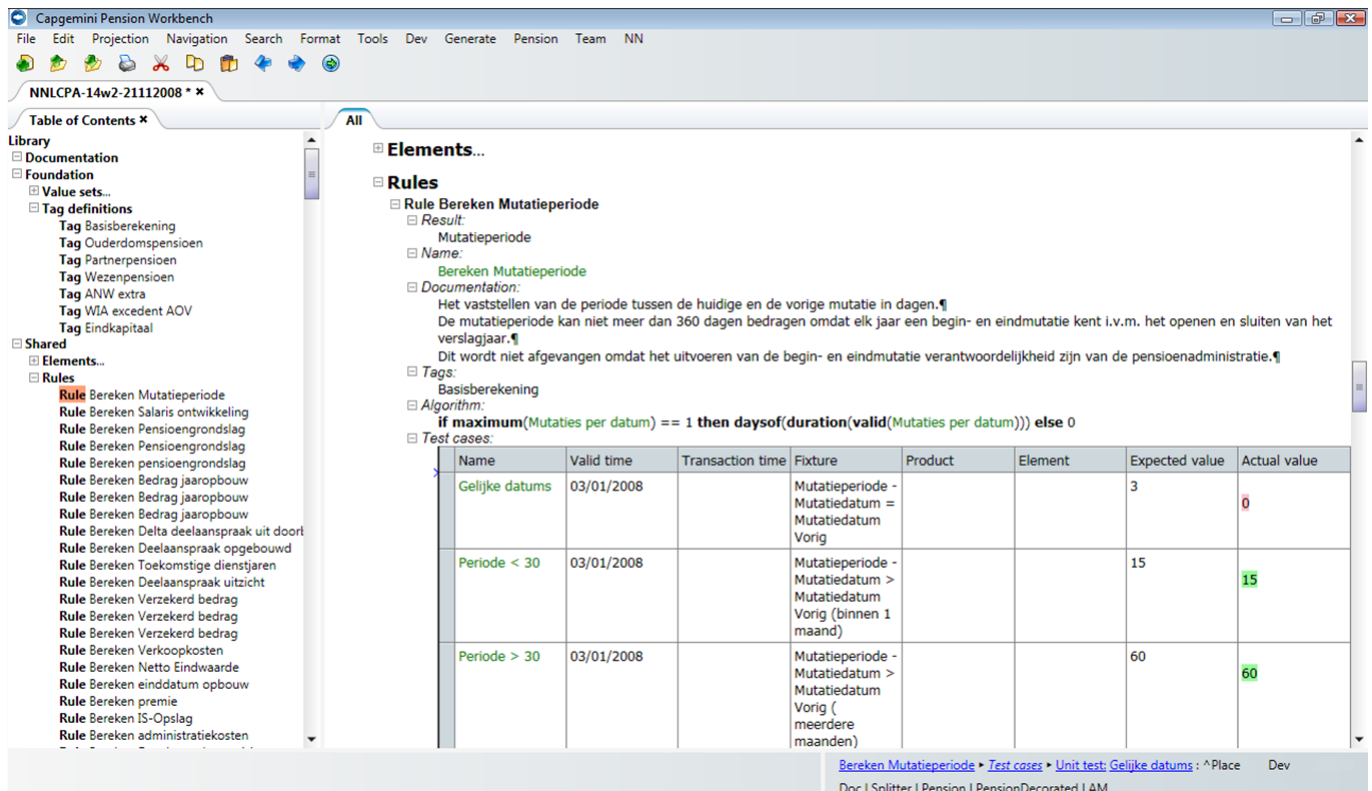 Capgemini Pension Workbench
File Edit Projection Navigation Search Format Tools Dev Generate Pension Team NN
NNLCPA-14w2-21112008 *
Table of Contents
Library
Documentation
Foundation
Value sets...
Tag definitions
Tag Basisberekening
Tag Ouderdomspensioen
Tag Partnerpensioen
Tag Wezenpensioen
Tag ANW extra
Tag WIA excedent AOV
Tag Eindkapitaal
Shared
Elements...
Rules
Rule Bereken Mutatieperiode
Rule Bereken Salaris ontwikkeling
Rule Bereken Pensioengrondslag
Rule Bereken Pensioengrondslag
Rule Bereken pensioengrondslag
Rule Bereken Bedrag jaaropbouw
Rule Bereken Bedrag jaaropbouw
Rule Bereken Bedrag jaaropbouw
Rule Bereken Delta deelaanspraak uit
Rule Bereken Deelaanspraak opgebouwd
Rule Bereken Toekomstige dienstjaren
Rule Bereken Deelaanspraak uitzicht
Rule Bereken Verzekerd bedrag
Rule Bereken Verzekerd bedrag
Rule Bereken Verzekerd bedrag
Rule Bereken Verkoopkosten
Rule Bereken Netto Eindwaarde
Rule Bereken einddatum opbouw
Rule Bereken premie
Rule Bereken IS-Opslag
Rule Bereken administratiekosten
All
Elements...
Rules
Rule Bereken Mutatieperiode
Result:
Mutatieperiode
Name:
Bereken Mutatieperiode
Documentation:
Het vaststellen van de periode tussen de huidige en de vorige mutatie in dagen.¶
De mutatieperiode kan niet meer dan 360 dagen bedragen omdat elk jaar een begin- en eindmutatie kent i.v.m. het openen en sluiten van het
verslagjaar.¶
Dit wordt niet afgevangen omdat het uitvoeren van de begin- en eindmutatie verantwoordelijkheid zijn van de pensioenadministratie.¶
Tags:
Basisberekening
Algorithm:
if maximum(Mutaties per datum) == 1 then daysof(duration(valid(Mutaties per datum))) else 0
Test cases:
Name Valid time Transaction time Fixture Product Element Expected value Actual value
Gelijke datums 03/01/2008 Mutatieperiode - 3
Mutatiedatum = 0
Mutatiedatum
Vorig
Periode < 30 03/01/2008 Mutatieperiode - 15
Mutatiedatum > 15
Mutatiedatum
Vorig (binnen 1
maand)
Periode > 30 03/01/2008 Mutatieperiode - 60
Mutatiedatum > 60
Mutatiedatum
Vorig (
meerdere
maanden)
Bereken Mutatieperiode ▸ Test cases ▸ Unit test: Gelijke datums : ^Place Dev
Doc | Splitter | Pension | PensionDecorated | AM